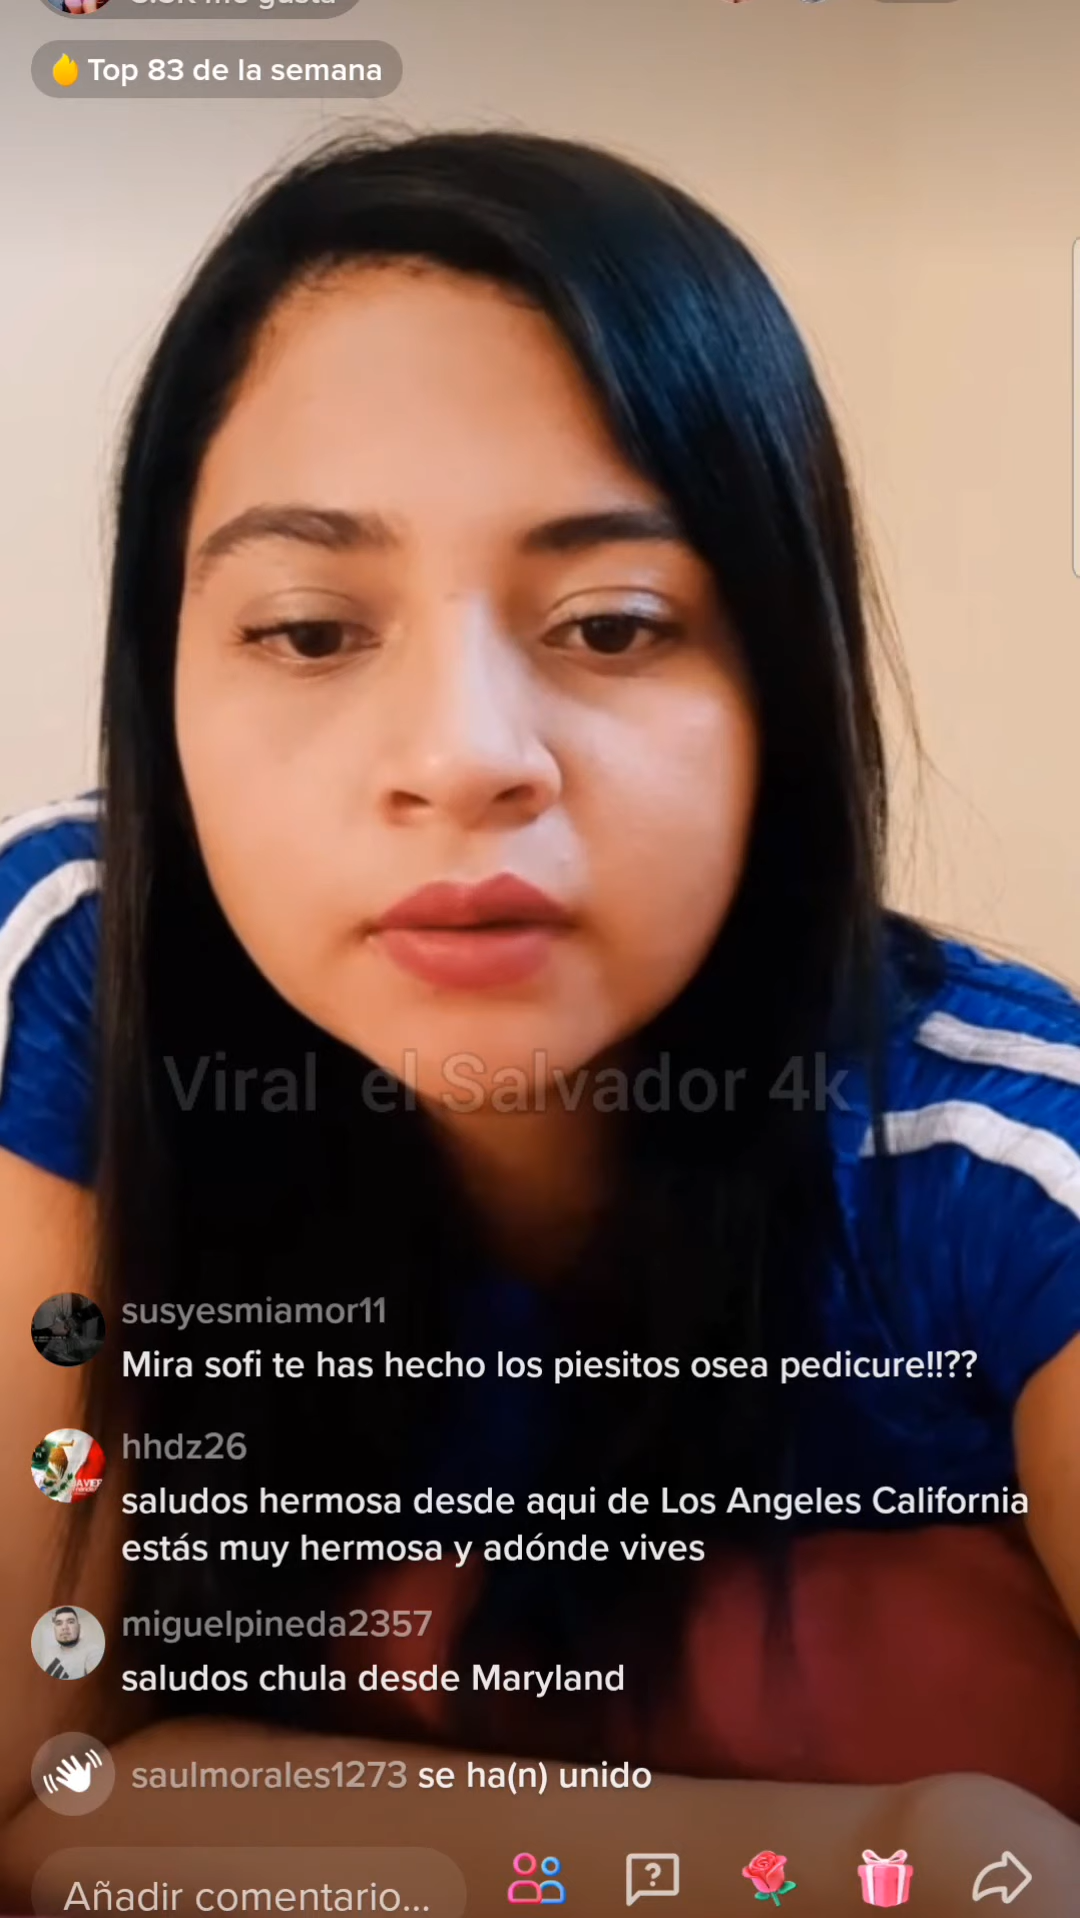 me gusta
Top 83 de la semana
Viral el Salvador 4k
susyesmiamor11
Mira sofi te has hecho los piesitos osea pedicure!!??
hhdz26
saludos hermosa desde aqui de Los Angeles California
estás muy hermosa y adónde vives
miguelpineda2357
saludos chula desde Maryland
saulmorales1273 se ha(n) unido
Añadir comentario...